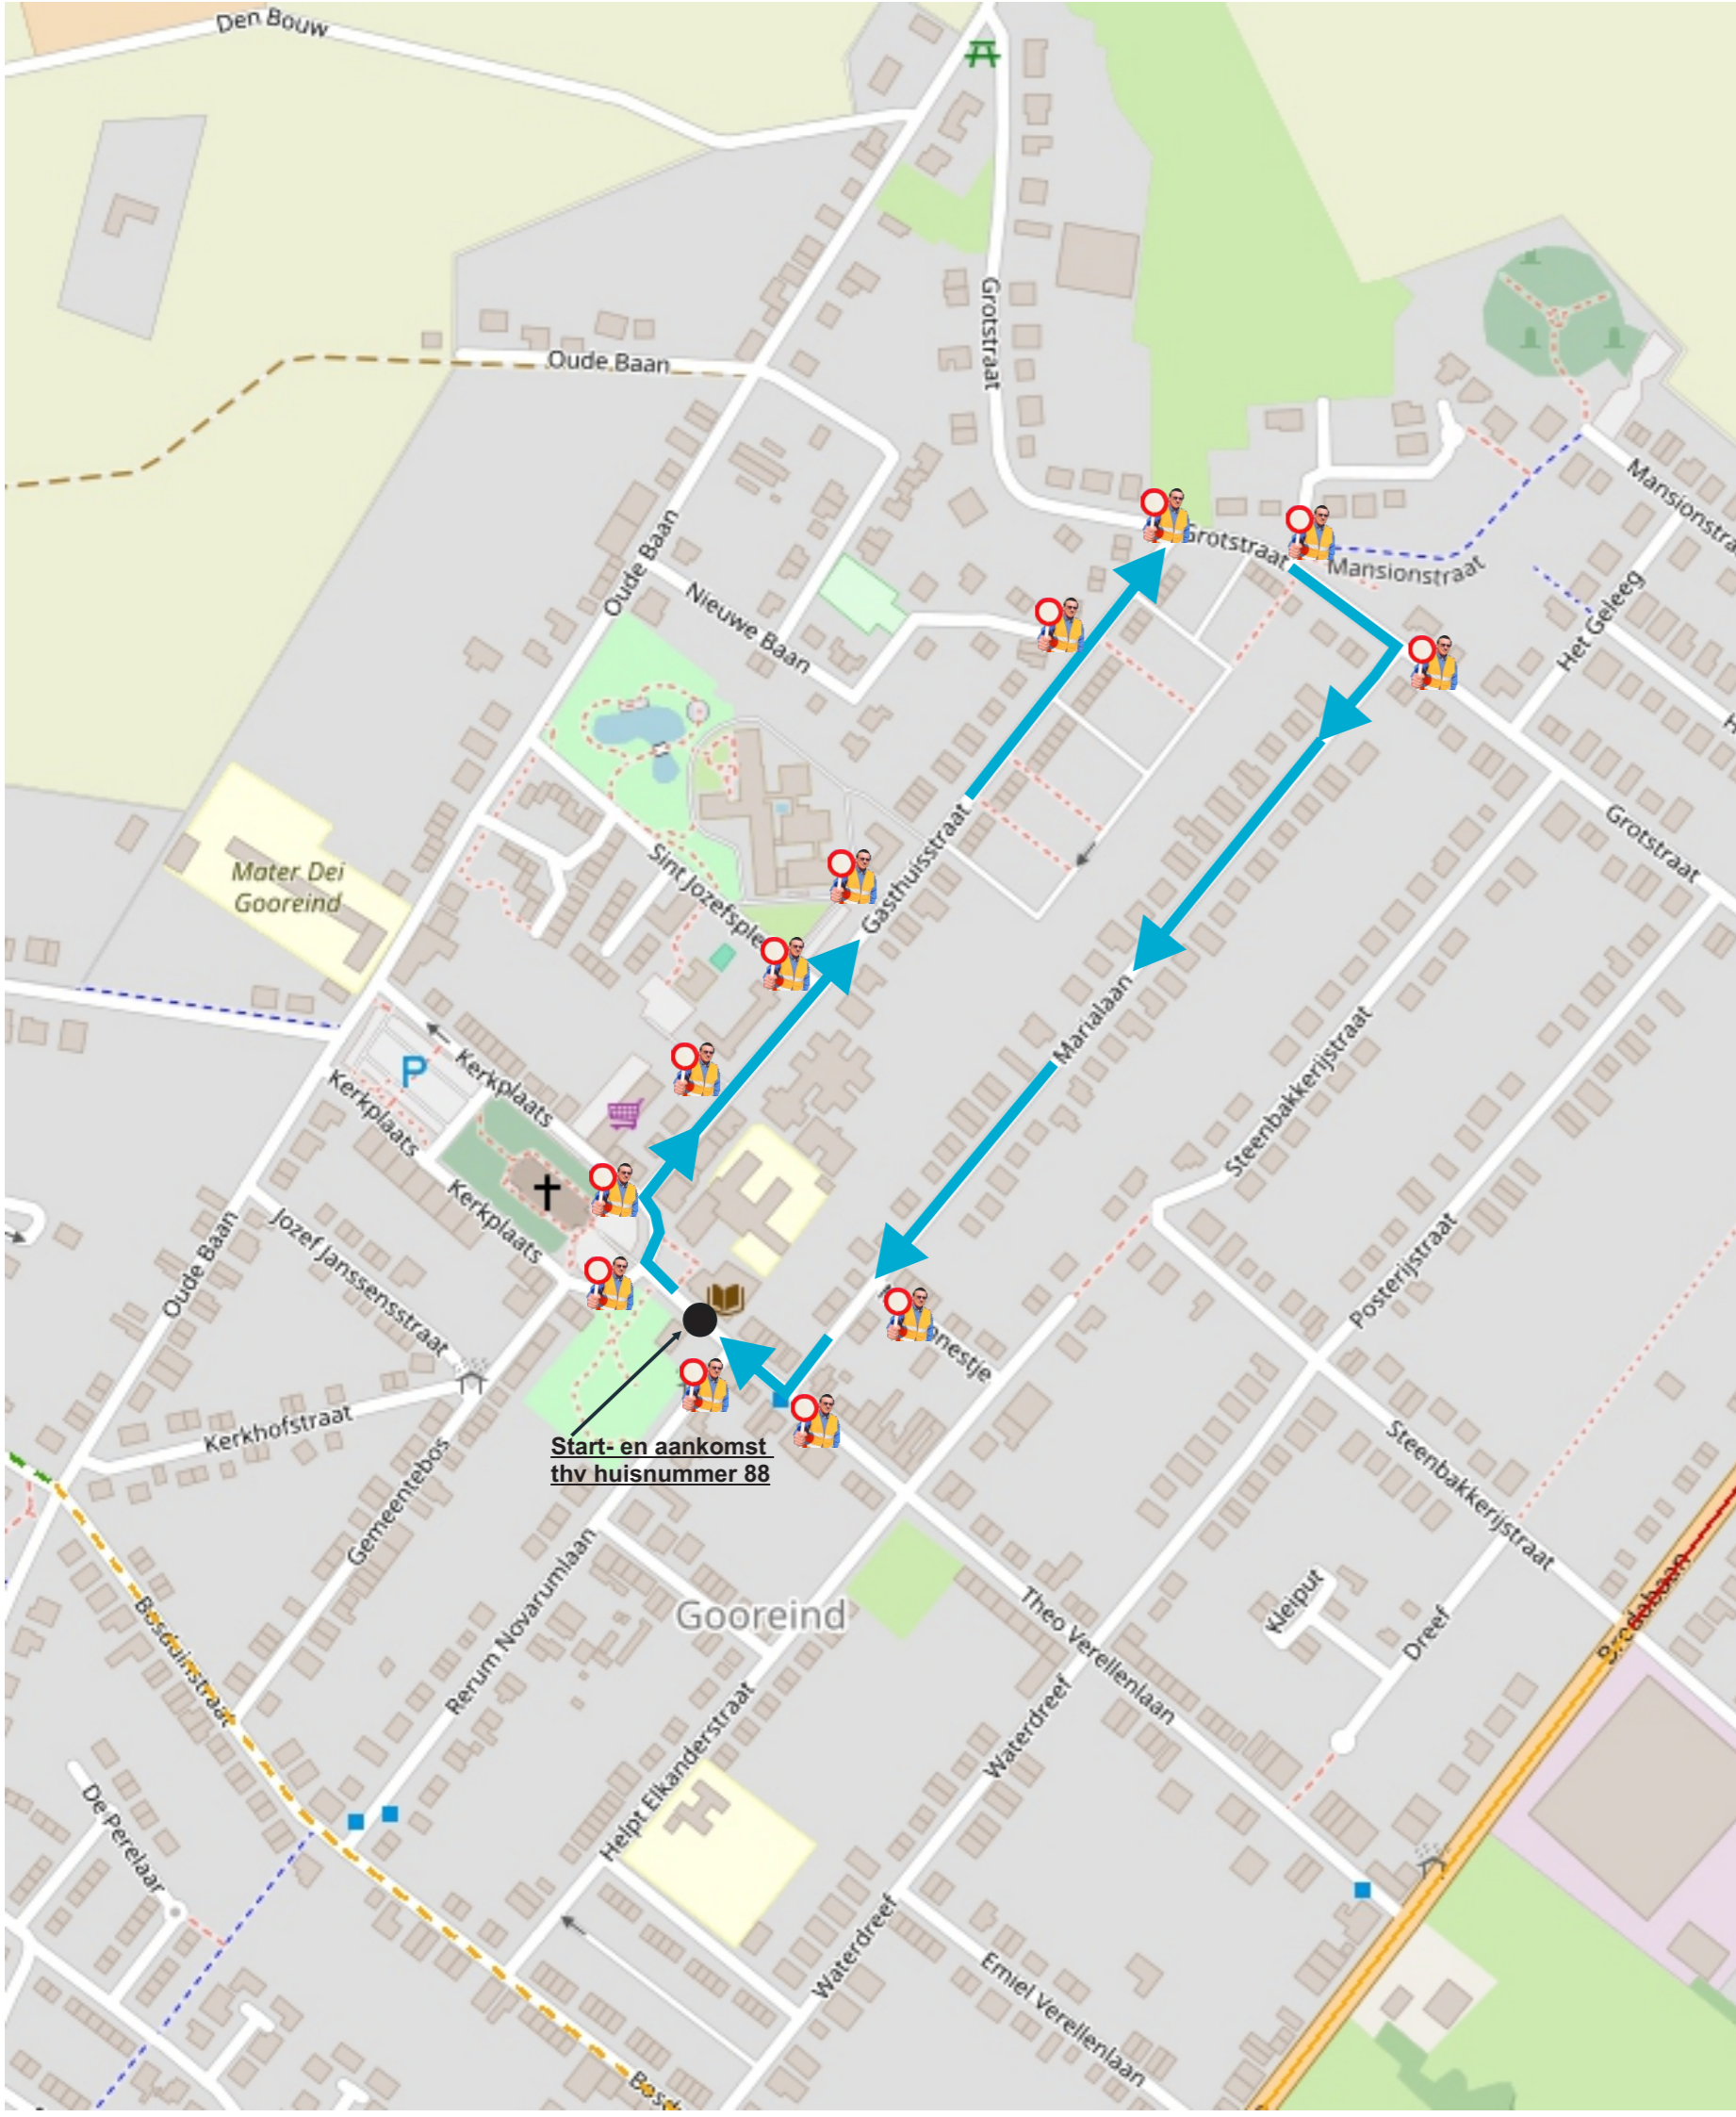 Den Bouw
Grotstraat
Oude Baan
Mansionstra
Oude Baan
Grotstraat
Mansionstraat
Nieuwe Baan
Het Geleeg
H
Mater Dei
Gooreind
Sint Jozefsple
Gasthuisstraat
Grotstraat
Marialaan
Kerkplaats
P
Kerkplaats
Kerkplaats
Steenbakkerijstraat
Oude Baan
Jozef Janssensstraat
Posterijstraat
nestje
Kerkhofstraat
Start- en aankomst
thv huisnummer 88
Gemeentebos
Steenbakkerijstraat
Rerum Novarumlaan
Gooreind
Theo Verellenlaan
Kleiput
Dreef
Bredabaan
Bosduinstraat
Waterdreef
Helpt Elkanderstraat
De Perelaar
Waterdreef
Emiel Verellenlaan
Bosd